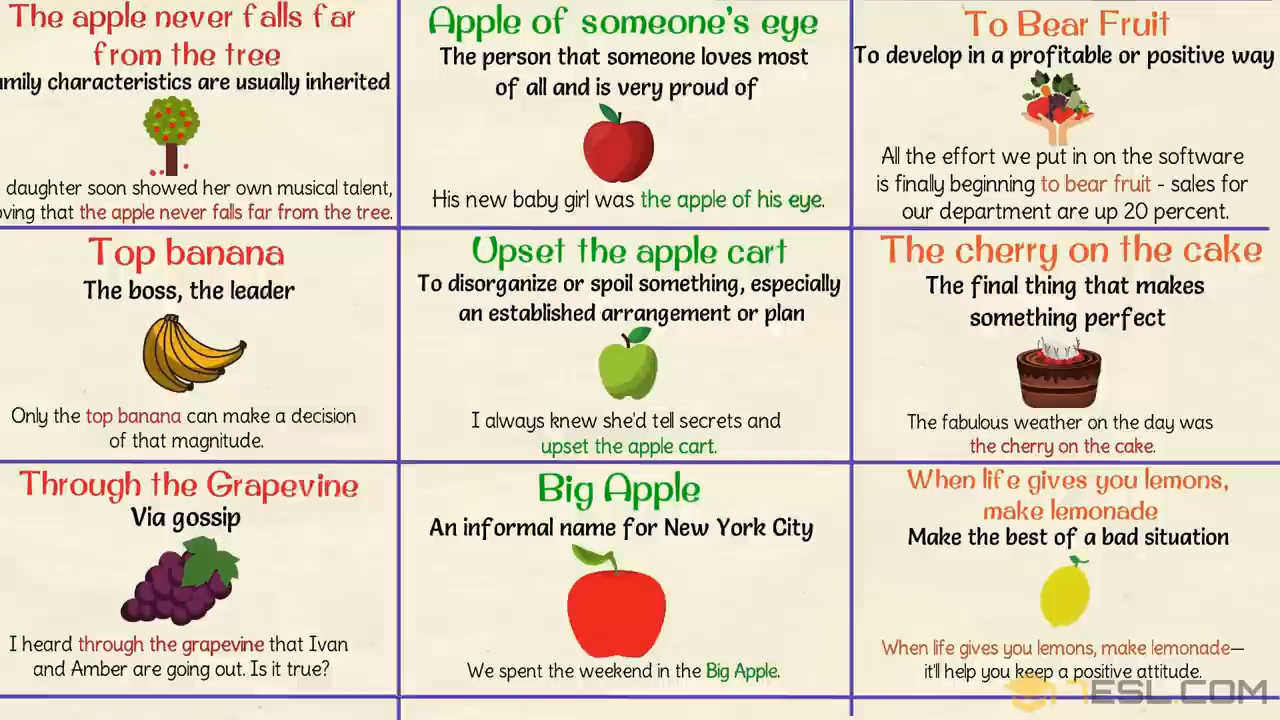 The apple never falls far
from the tree
mily characteristics are usually inherited
daughter soon showed her own musical talent,
ving that the apple never falls far from the tree.
Apple of someone's eye
The person that someone loves most
of all and is very proud of
His new baby girl was the apple of his eye.
To Bear Fruit
To develop in a profitable or positive way
All the effort we put in on the software
is finally beginning to bear fruit - sales for
our department are up 20 percent.
Top banana
The boss, the leader
Only the top banana can make a decision
of that magnitude.
Upset the apple cart
To disorganize or spoil something, especially
an established arrangement or plan
I always knew she'd tell secrets and
upset the apple cart.
The cherry on the cake
The final thing that makes
something perfect
The fabulous weather on the day was
the cherry on the cake.
Through the Grapevine
Via gossip
I heard through the grapevine that Ivan
and Amber are going out. Is it true?
Big Apple
An informal name for New York City
We spent the weekend in the Big Apple.
When life gives you lemons,
make lemonade
Make the best of a bad situation
When life gives you lemons, make lemonade—
it'll help you keep a positive attitude.
7ESL.COM